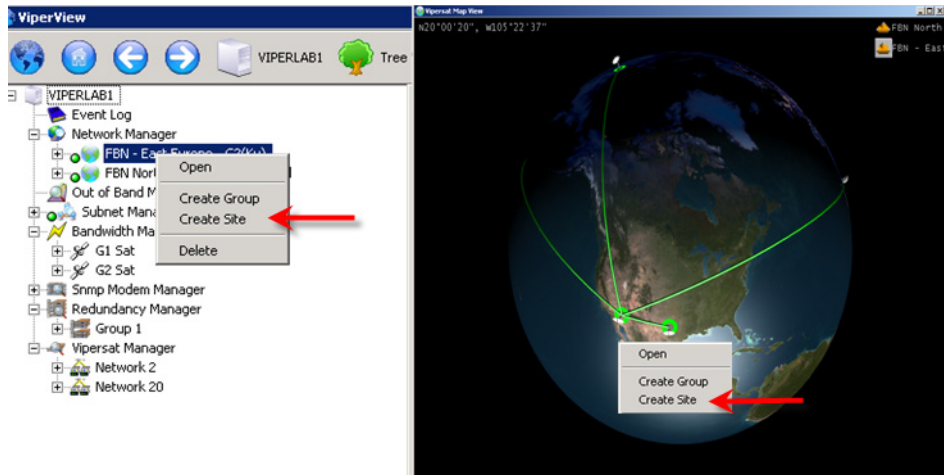 ViperView
VIPERLAB1
Tree
VIPERLAB1
Event Log
Network Manager
FBN - East Europe - C2(Ku)
FBN Nor
Out of Band M
Subnet Mana
Bandwidth Ma
G1 Sat
G2 Sat
Snmp Modem Manager
Redundancy Manager
Group 1
Vipersat Manager
Network 2
Network 20
Open
Create Group
Create Site
Delete
Vipersat Map View
N20°00'20", W105°22'37"
FBN North
FBN - East
Open
Create Group
Create Site